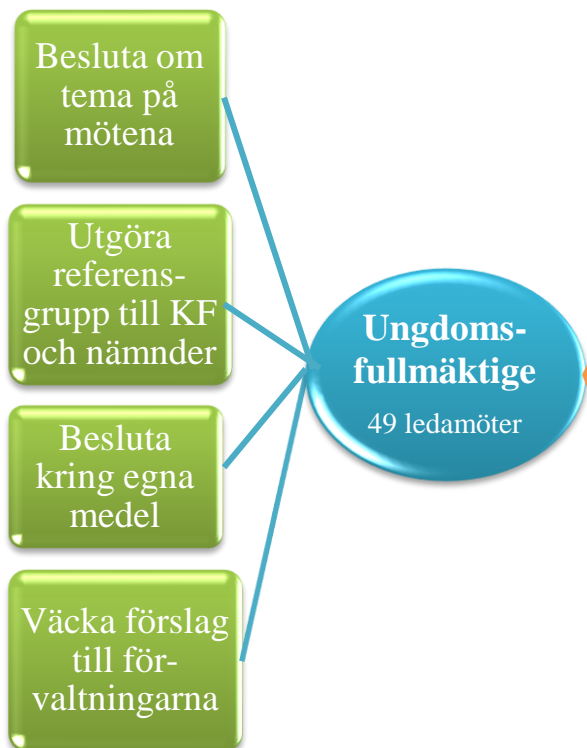 Besluta om
tema på
mötena
Utgöra
referens-
grupp till KF
och nämnder
Besluta
kring egna
medel
Väcka förslag
till för-
valtningarna
Ungdoms-
fullmäktige
49 ledamöter